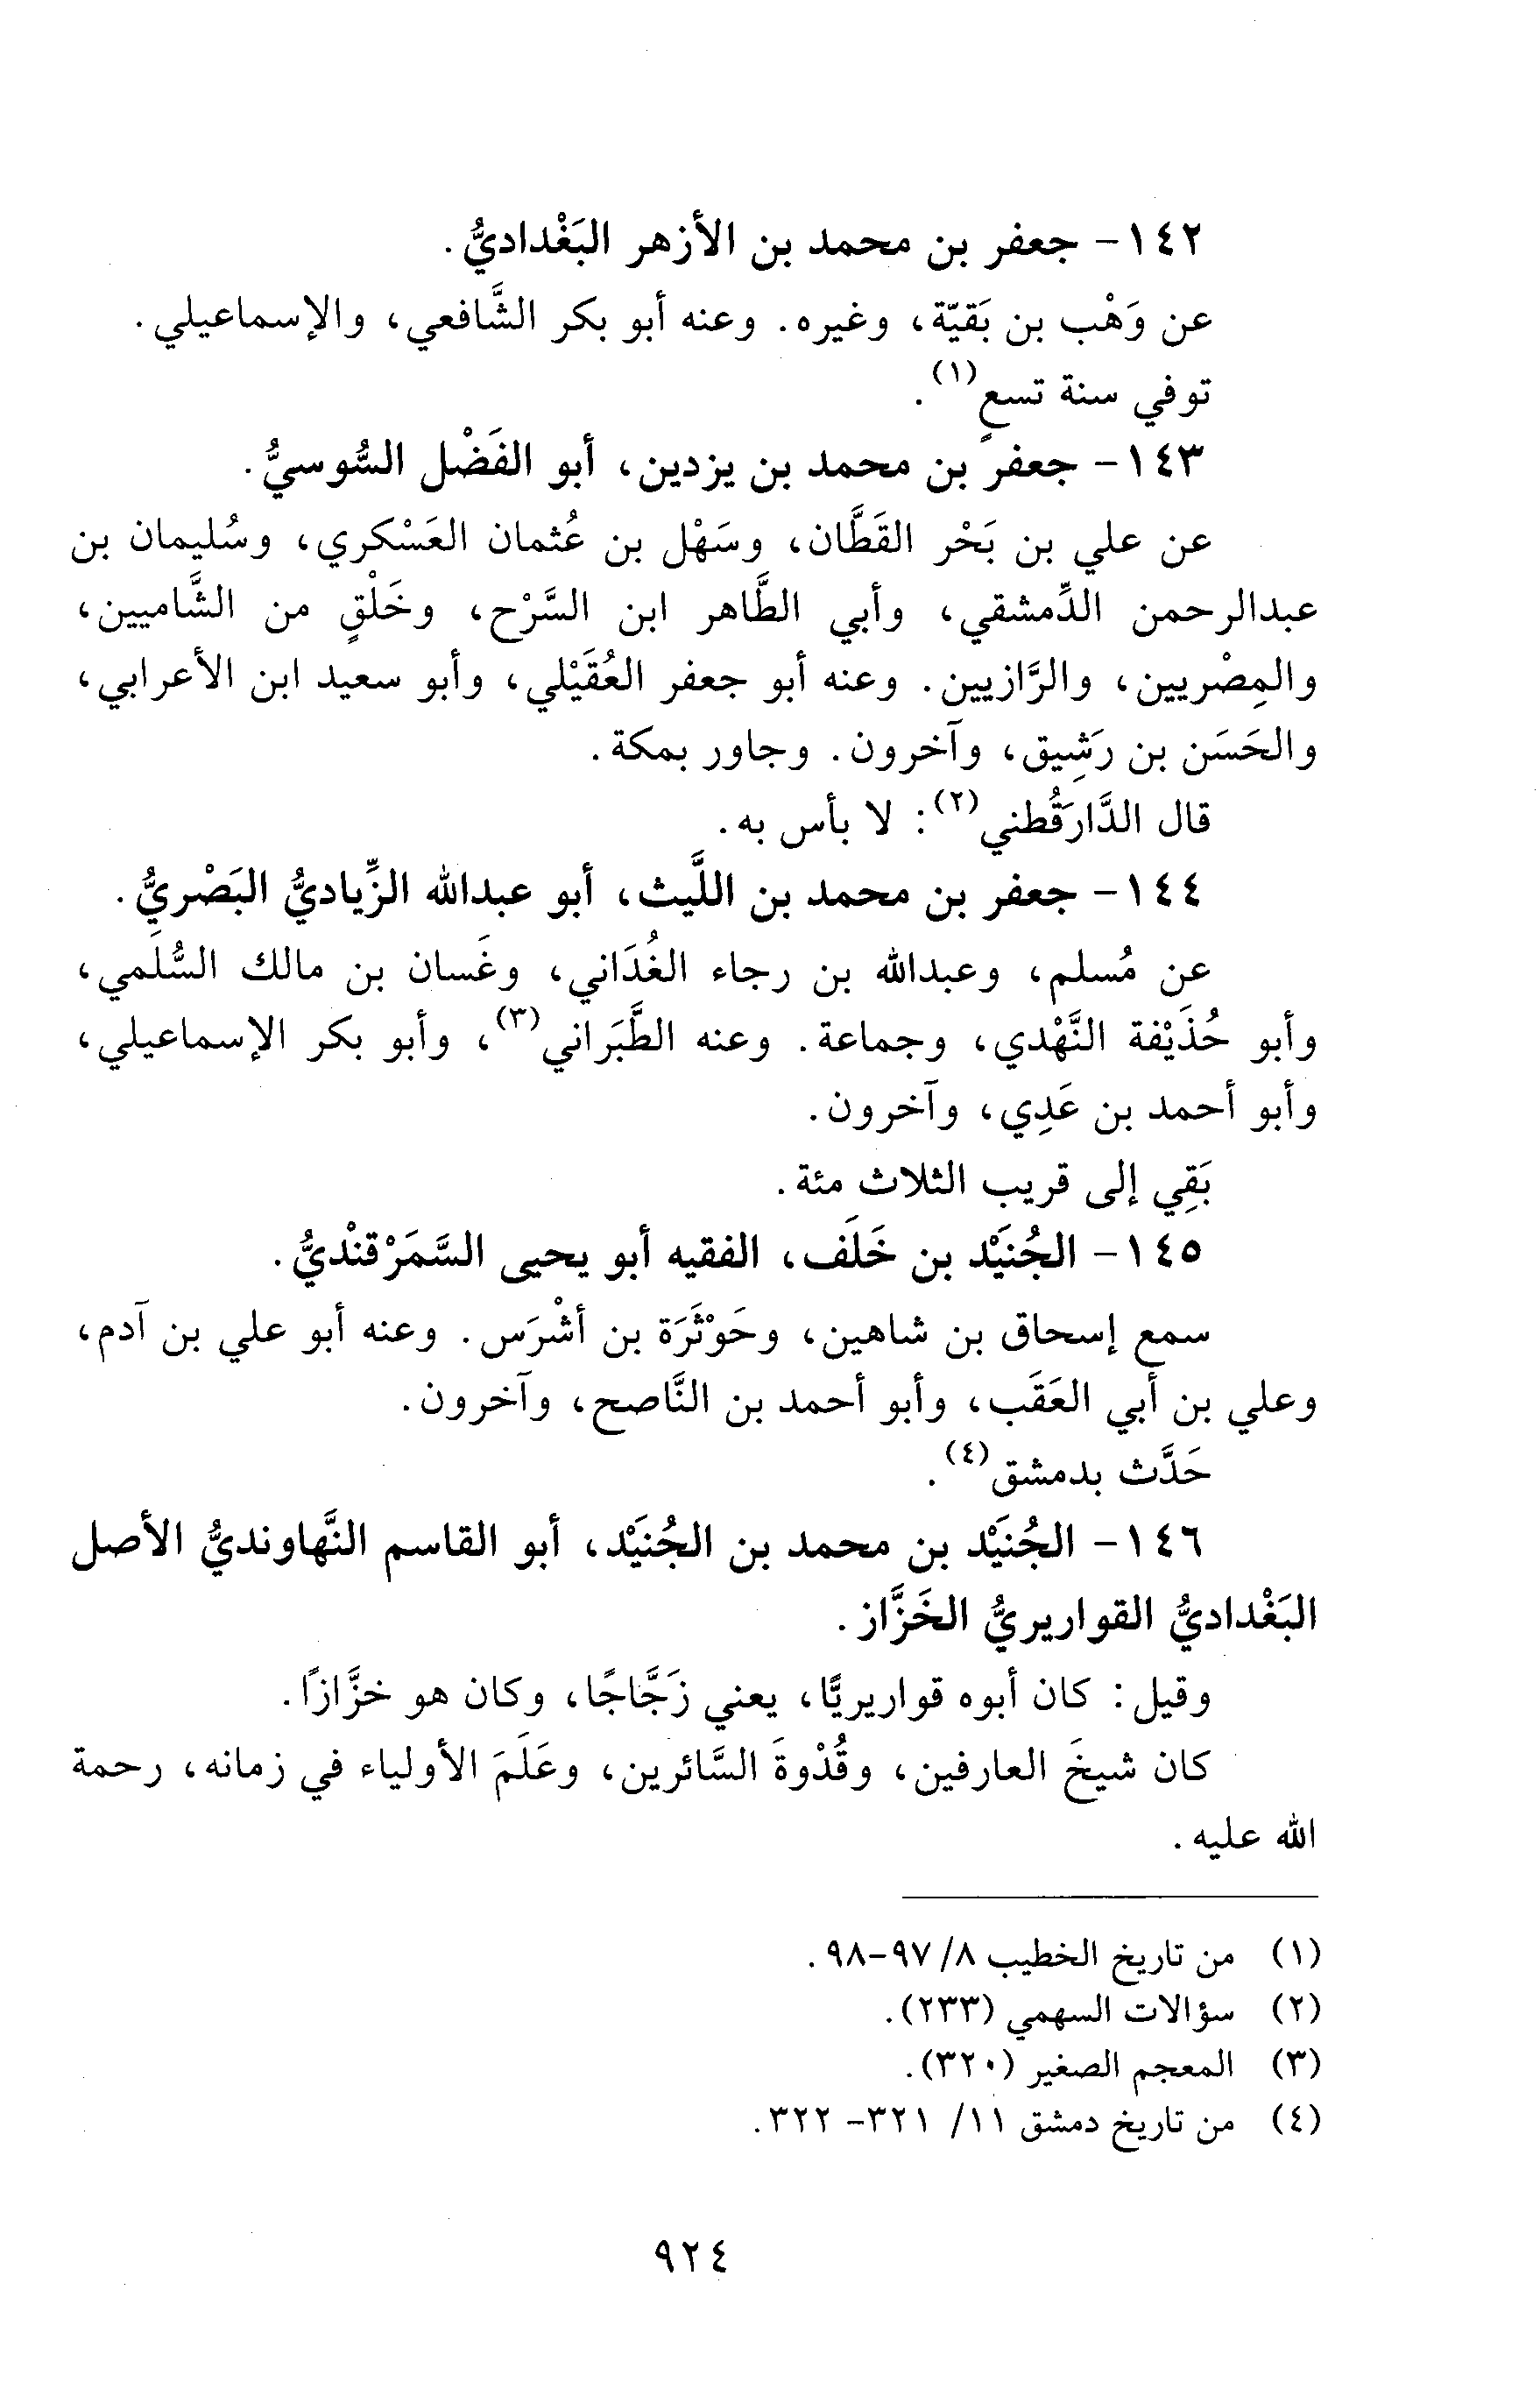 ١٤٢- جعفر بن محمد بن الأزهر البَغْداديُّ.
عن وَهْب بن بَقيّة، وغيره. وعنه أبو بكر الشَّافعي، والإسماعيلي.
توفي سنة تسعٍ(١).
١٤٣- جعفر بن محمد بن يزدين، أبو الفَضْل السُّوسيُّ.
عن علي بن بَحْر القَطَّان، وسَهْل بن عُثمان العَسْكري، وسُليمان بن
عبدالرحمن الدِّمشقي، وأبي الطَّاهر ابن السَّرْح، وخَلْقٍ من الشَّاميين،
والمِصْريين، والرَّازيين. وعنه أبو جعفر العُقَيْلي، وأبو سعيد ابن الأعرابي،
والحَسَن بن رَشِيق، وآخرون. وجاور بمكة.
قال الدَّارَقُطني(٢): لا بأس به.
١٤٤- جعفر بن محمد بن اللَّيث، أبو عبدالله الزِّياديُّ البَصْريُّ.
عن مُسلم، وعبدالله بن رجاء الغُدَاني، وغَسان بن مالك السُّلَمي،
وأبو حُذَيْفة النَّهْدي، وجماعة. وعنه الطَّبَراني(٣)، وأبو بكر الإسماعيلي،
وأبو أحمد بن عَدِي، وآخرون.
بَقِي إلى قريب الثلاث مئة.
١٤٥- الجُنَيْد بن خَلَف، الفقيه أبو يحيى السَّمَرْقنْديُّ.
سمع إسحاق بن شاهين، وحَوْثَرَة بن أشْرَس. وعنه أبو علي بن آدم،
وعلي بن أبي العَقَب، وأبو أحمد بن النَّاصح، وآخرون.
حَدَّث بدمشق(٤).
١٤٦- الجُنَيْد بن محمد بن الجُنَيْد، أبو القاسم النَّهاونديُّ الأصل
البَغْداديُّ القواريريُّ الخَزَّاز.
وقيل: كان أبوه قواريريًّا، يعني زَجَّاجًا، وكان هو خزَّازًا.
كان شيخَ العارفين، وقُدْوةَ السَّائرين، وعَلَمَ الأولياء في زمانه، رحمة
الله عليه.
(١) من تاريخ الخطيب ٨/ ٩٧-٩٨.
(٢) سؤالات السهمي (٢٣٣).
(٣) المعجم الصغير (٣٢٠).
(٤) من تاريخ دمشق ١١/ ٣٢١- ٣٢٢.
٩٢٤